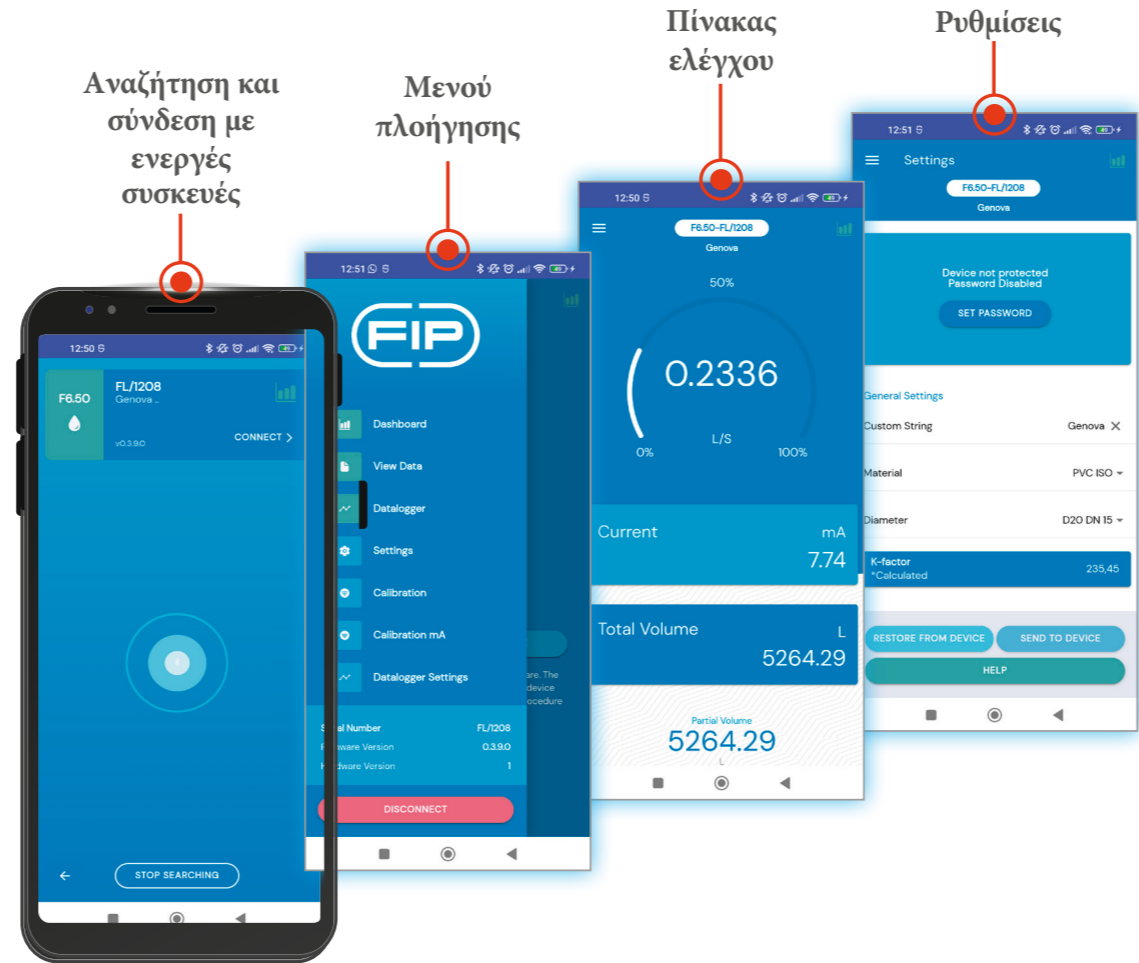 Αναζήτηση και
σύνδεση με
ενεργές
συσκευές
12:50
F6.50
FL/1208
Genova _
v0.3.9.0
CONNECT >
STOP SEARCHING
Μενού
πλοήγησης
12:51
FIP
Dashboard
View Data
Datalogger
Settings
Calibration
Calibration mA
Datalogger Settings
are. The
device
ocedure
Number FL/1208
Version 0.3.9.0
Version 1
DISCONNECT
Πίνακας
ελέγχου
12:50
F6.50-FL/1208
Genova
50%
0.2336
L/S
0% 100%
Current mA
7.74
Total Volume L
5264.29
Partial Volume
5264.29
L
Ρυθμίσεις
12:51
Settings
F6.50-FL/1208
Genova
Device not protected
Password Disabled
SET PASSWORD
General Settings
Custom String Genova X
Material PVC ISO
Diameter D20 DN 15
K-factor
*Calculated 235,45
RESTORE FROM DEVICE SEND TO DEVICE
HELP